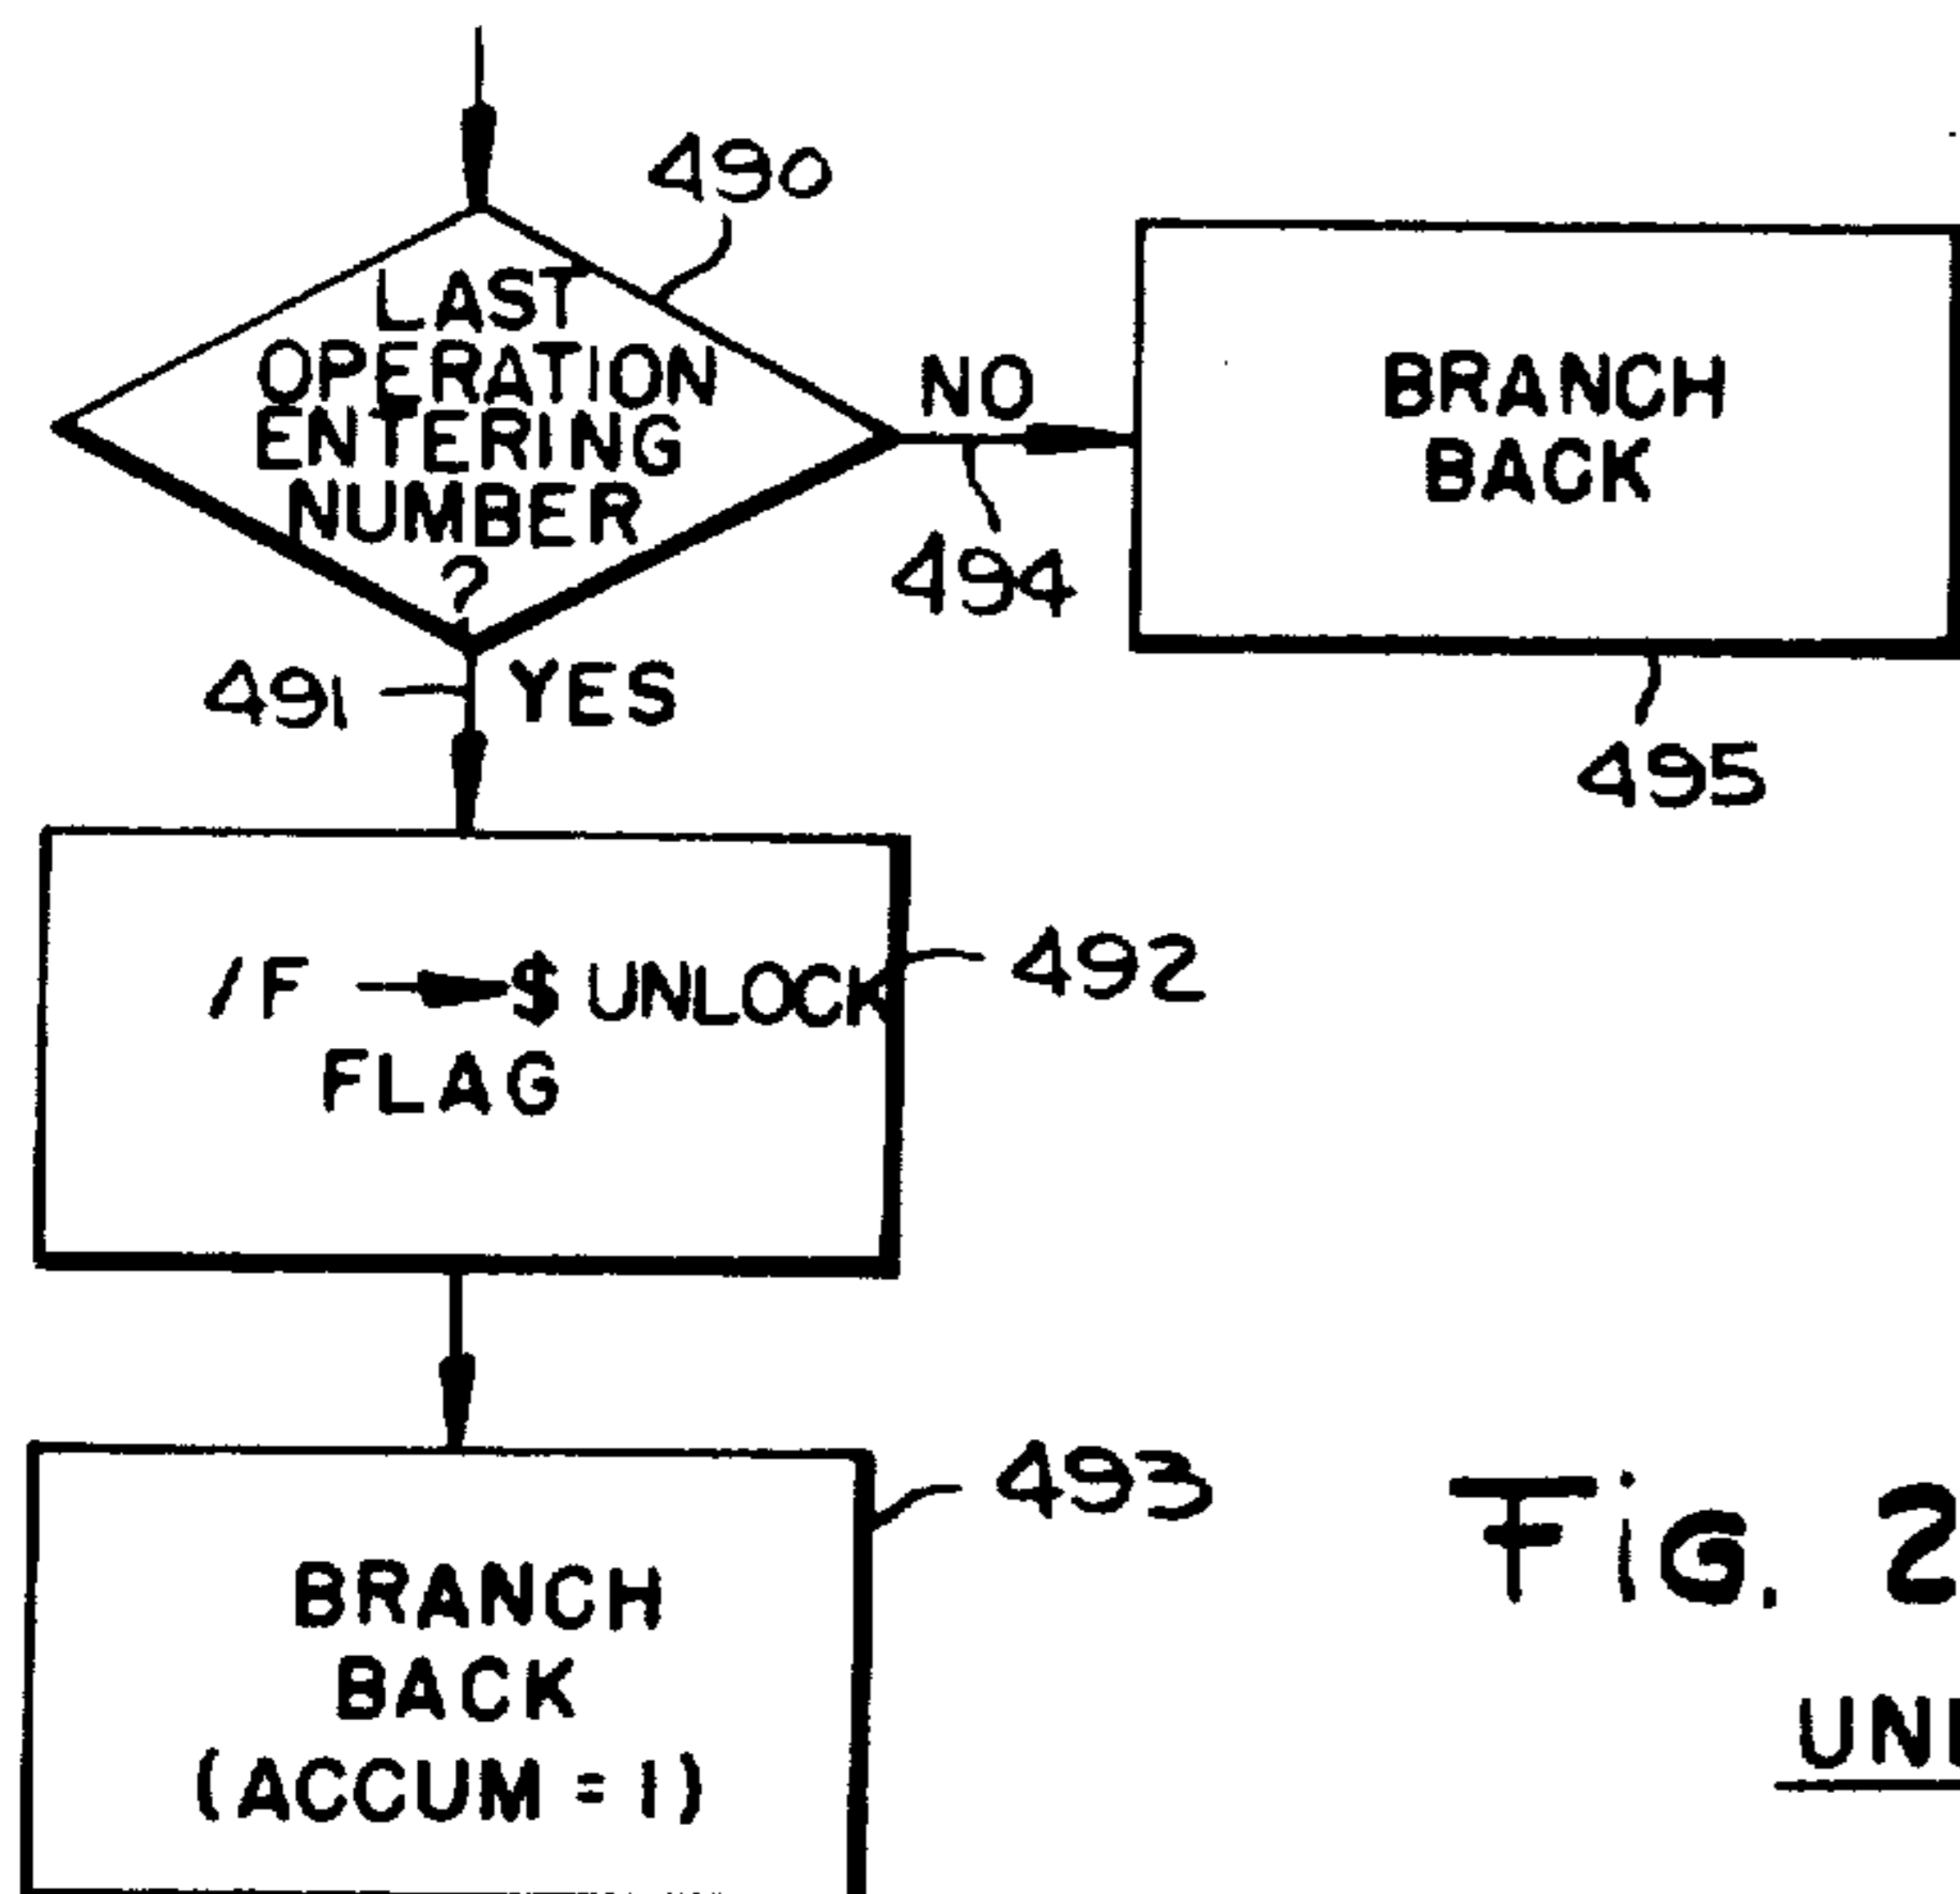 490
LAST
OPERATION
ENTERING
NUMBER
?
NO
494
BRANCH
BACK
495
491
YES
/F → $ UNLOCK
FLAG
492
BRANCH
BACK
(ACCUM = 1)
493
FiG. 2